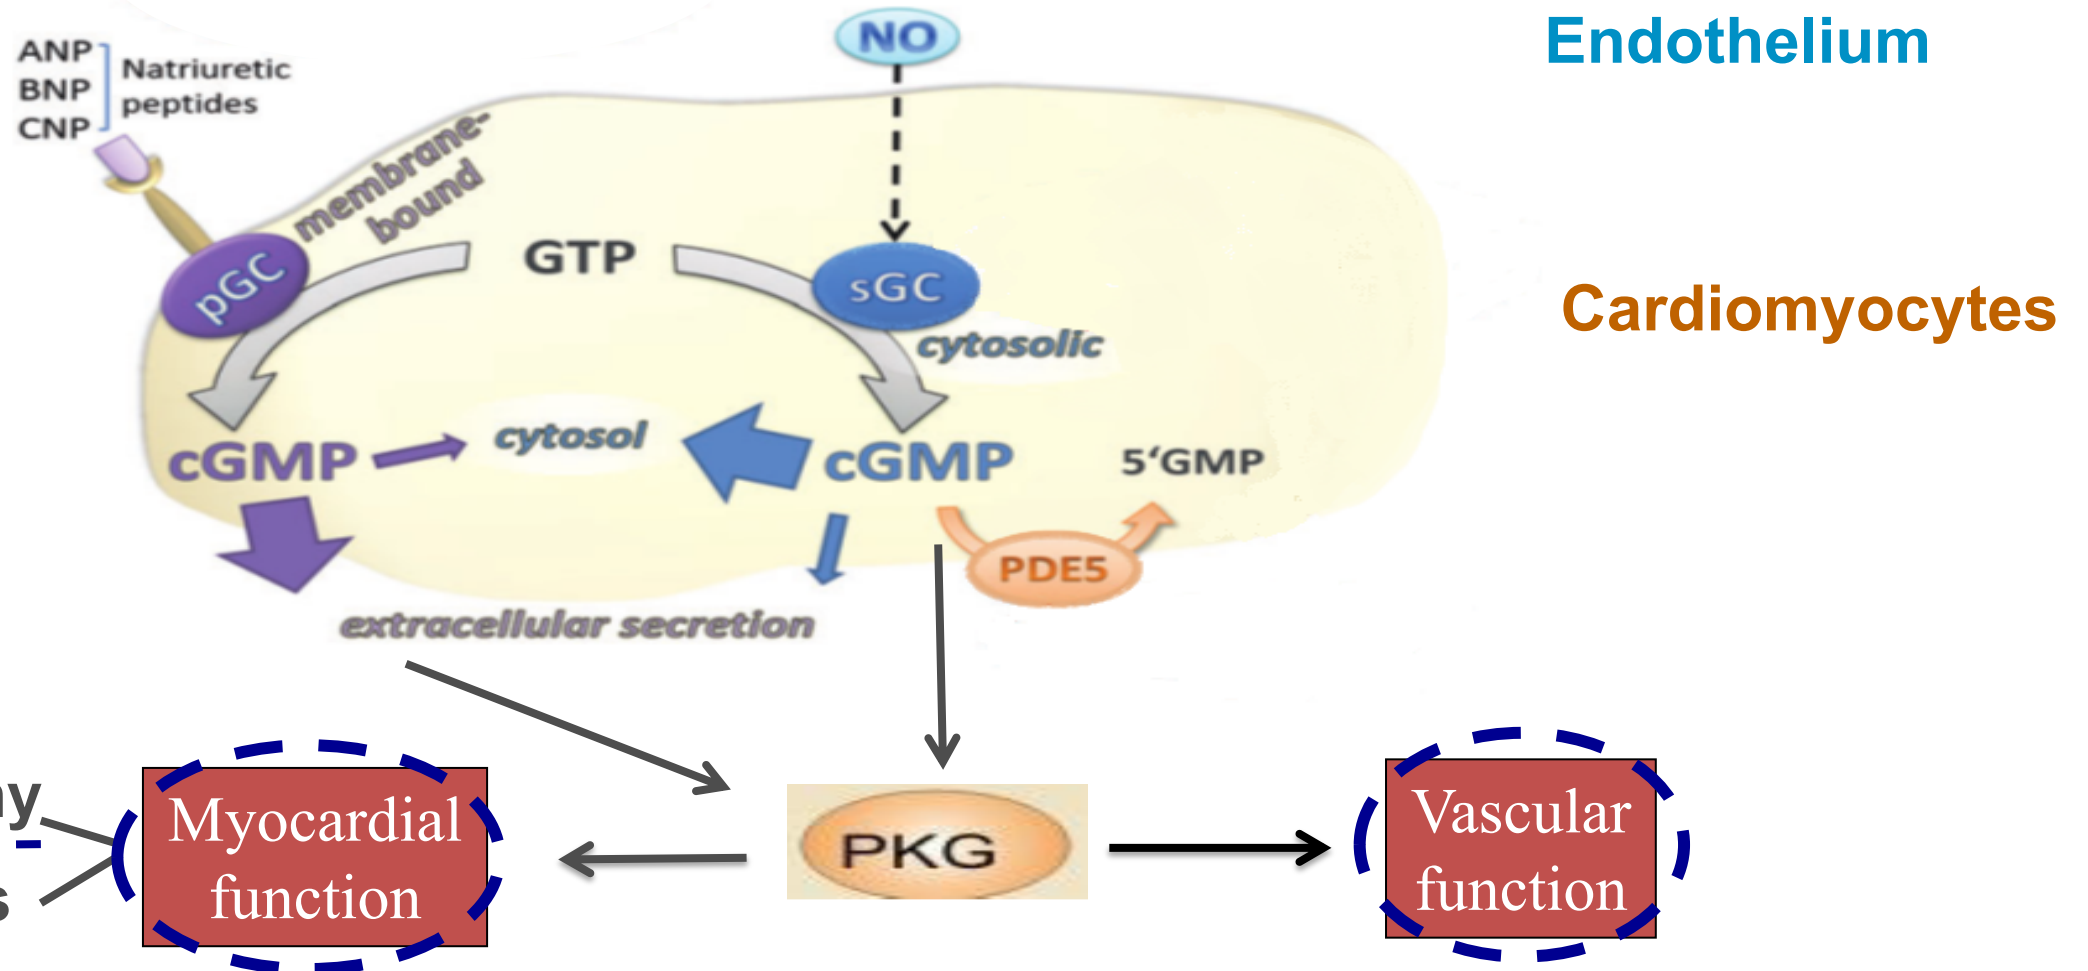 ANP
BNP
CNP
Natriuretic
peptides
NO
Endothelium
membrane-
bound
pGC
GTP
sGC
cytosolic
Cardiomyocytes
cGMP
cytosol
cGMP
5‘GMP
PDE5
extracellular secretion
Myocardial
function
PKG
Vascular
function